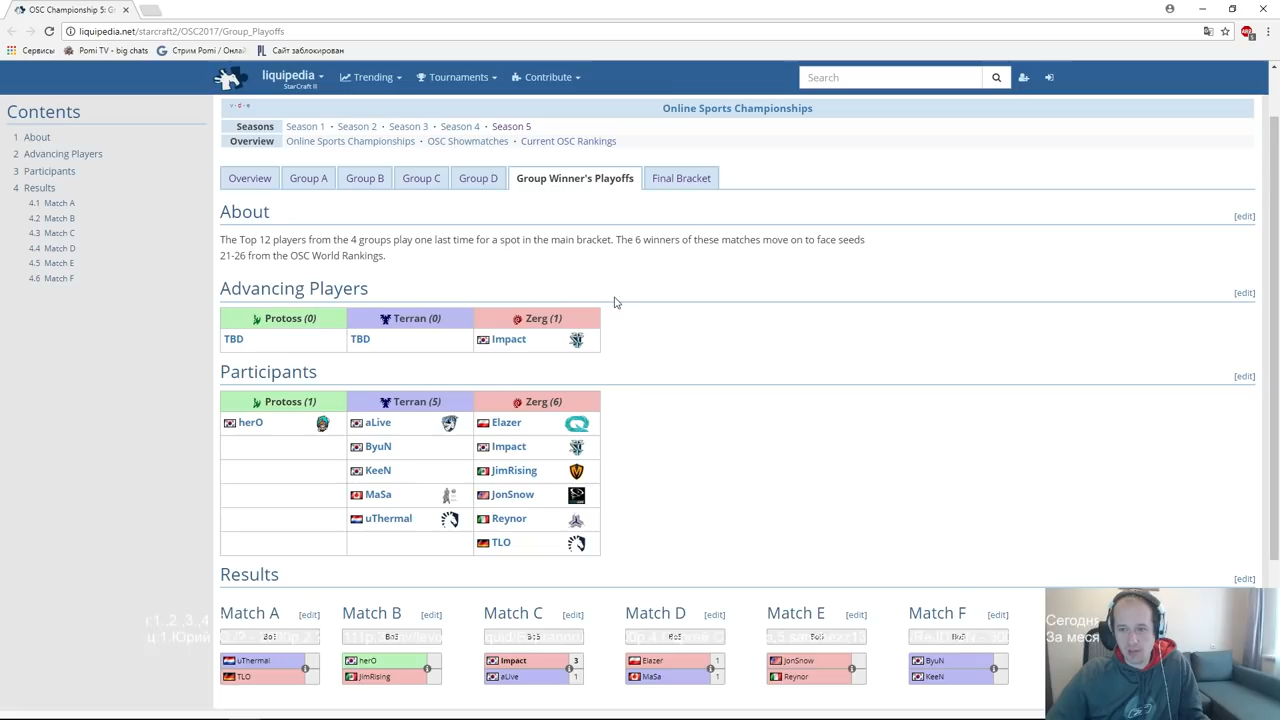 OSC Championship 5: G
liquipedia.net/starcraft2/OSC2017/Group_Playoffs
Сервисы Pomi TV - big chats Стрим Pomi / Онлай Сайт заблокирован
liquipedia
StarCraft II
Trending Tournaments Contribute Search
Contents
1 About
2 Advancing Players
3 Participants
4 Results
4.1 Match A
4.2 Match B
4.3 Match C
4.4 Match D
4.5 Match E
4.6 Match F
v·d·e Online Sports Championships
Seasons Season 1 · Season 2 · Season 3 · Season 4 · Season 5
Overview Online Sports Championships · OSC Showmatches · Current OSC Rankings
Overview Group A Group B Group C Group D Group Winner's Playoffs Final Bracket
About [edit]
The Top 12 players from the 4 groups play one last time for a spot in the main bracket. The 6 winners of these matches move on to face seeds
21-26 from the OSC World Rankings.
Advancing Players [edit]
Protoss (0) Terran (0) Zerg (1)
TBD TBD Impact
Participants [edit]
Protoss (1) Terran (5) Zerg (6)
herO aLive Elazer
ByuN Impact
KeeN JimRising
MaSa JonSnow
uThermal Reynor
TLO
Results [edit]
Match A [edit] Match B [edit] Match C [edit] Match D [edit] Match E [edit] Match F [edit]
Сегодня
За меся
uThermal herO Impact 3 Elazer 1 JonSnow ByuN
TLO JimRising aLive 1 MaSa 1 Reynor KeeN